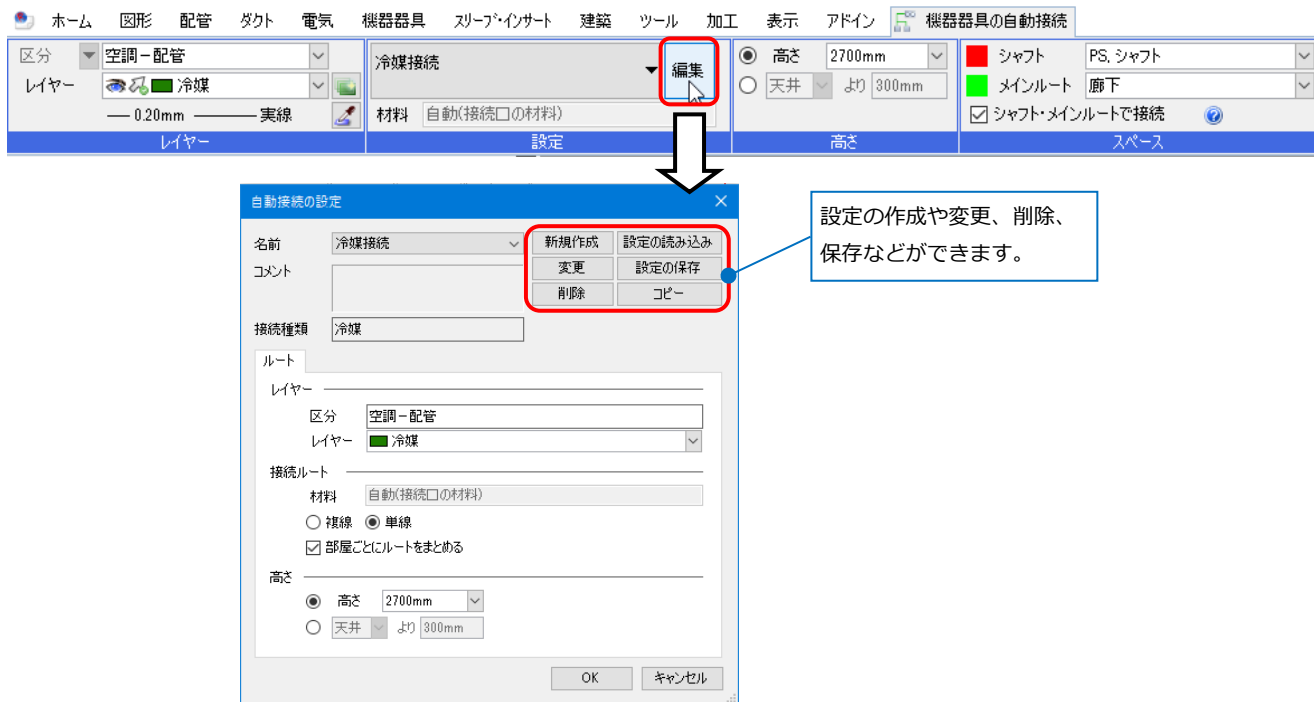 ホーム 図形 配管 ダクト 電気 機器器具 スリーブ・インサート 建築 ツール 加工 表示 アドイン 機器器具の自動接続
区分 空調-配管 冷媒接続 編集 高さ 2700mm シャフト PS, シャフト
レイヤー 冷媒 天井 より 300mm メインルート 廊下
0.20mm 実線 材料 自動(接続口の材料) シャフト・メインルートで接続
レイヤー 設定 高さ スペース
自動接続の設定
名前 冷媒接続 新規作成 設定の読み込み
コメント 変更 設定の保存
削除 コピー
接続種類 冷媒
ルート
レイヤー
区分 空調-配管
レイヤー 冷媒
接続ルート
材料 自動(接続口の材料)
複線 単線
部屋ごとにルートをまとめる
高さ
高さ 2700mm
天井 より 300mm
OK キャンセル
設定の作成や変更、削除、
保存などができます。